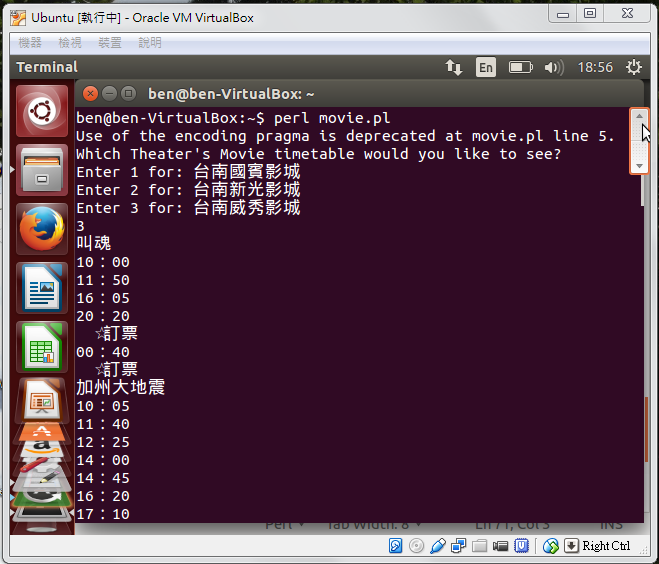 Ubuntu [執行中] - Oracle VM VirtualBox
機器 檢視 裝置 說明
Terminal En 18:56
ben@ben-VirtualBox: ~
ben@ben-VirtualBox:~$ perl movie.pl
Use of the encoding pragma is deprecated at movie.pl line 5.
Which Theater's Movie timetable would you like to see?
Enter 1 for: 台南國賓影城
Enter 2 for: 台南新光影城
Enter 3 for: 台南威秀影城
3
叫魂
10：00
11：50
16：05
20：20
☆訂票
00：40
☆訂票
加州大地震
10：05
11：40
12：25
14：00
14：45
16：20
17：10
Perl Tab Width: 8 Ln 71, Col 3 INS
Right Ctrl